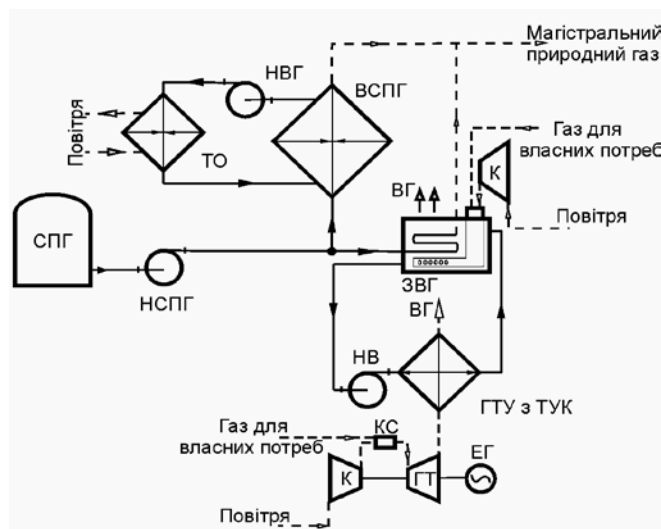 Магістральний
природний газ
НВГ
ВСПГ
Повітря
ТО
Газ для
власних потреб
К
ВГ
Повітря
СПГ
ЗВГ
НСПГ
ВГ
НВ
ГТУ з ТУК
Газ для
власних потреб
КС
ЕГ
К
ГТ
Повітря